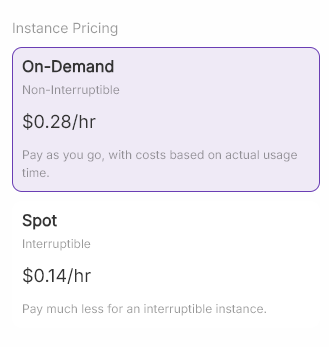 Instance Pricing
On-Demand
Non-Interruptible
$0.28/hr
Pay as you go, with costs based on actual usage
time.
Spot
Interruptible
$0.14/hr
Pay much less for an interruptible instance.